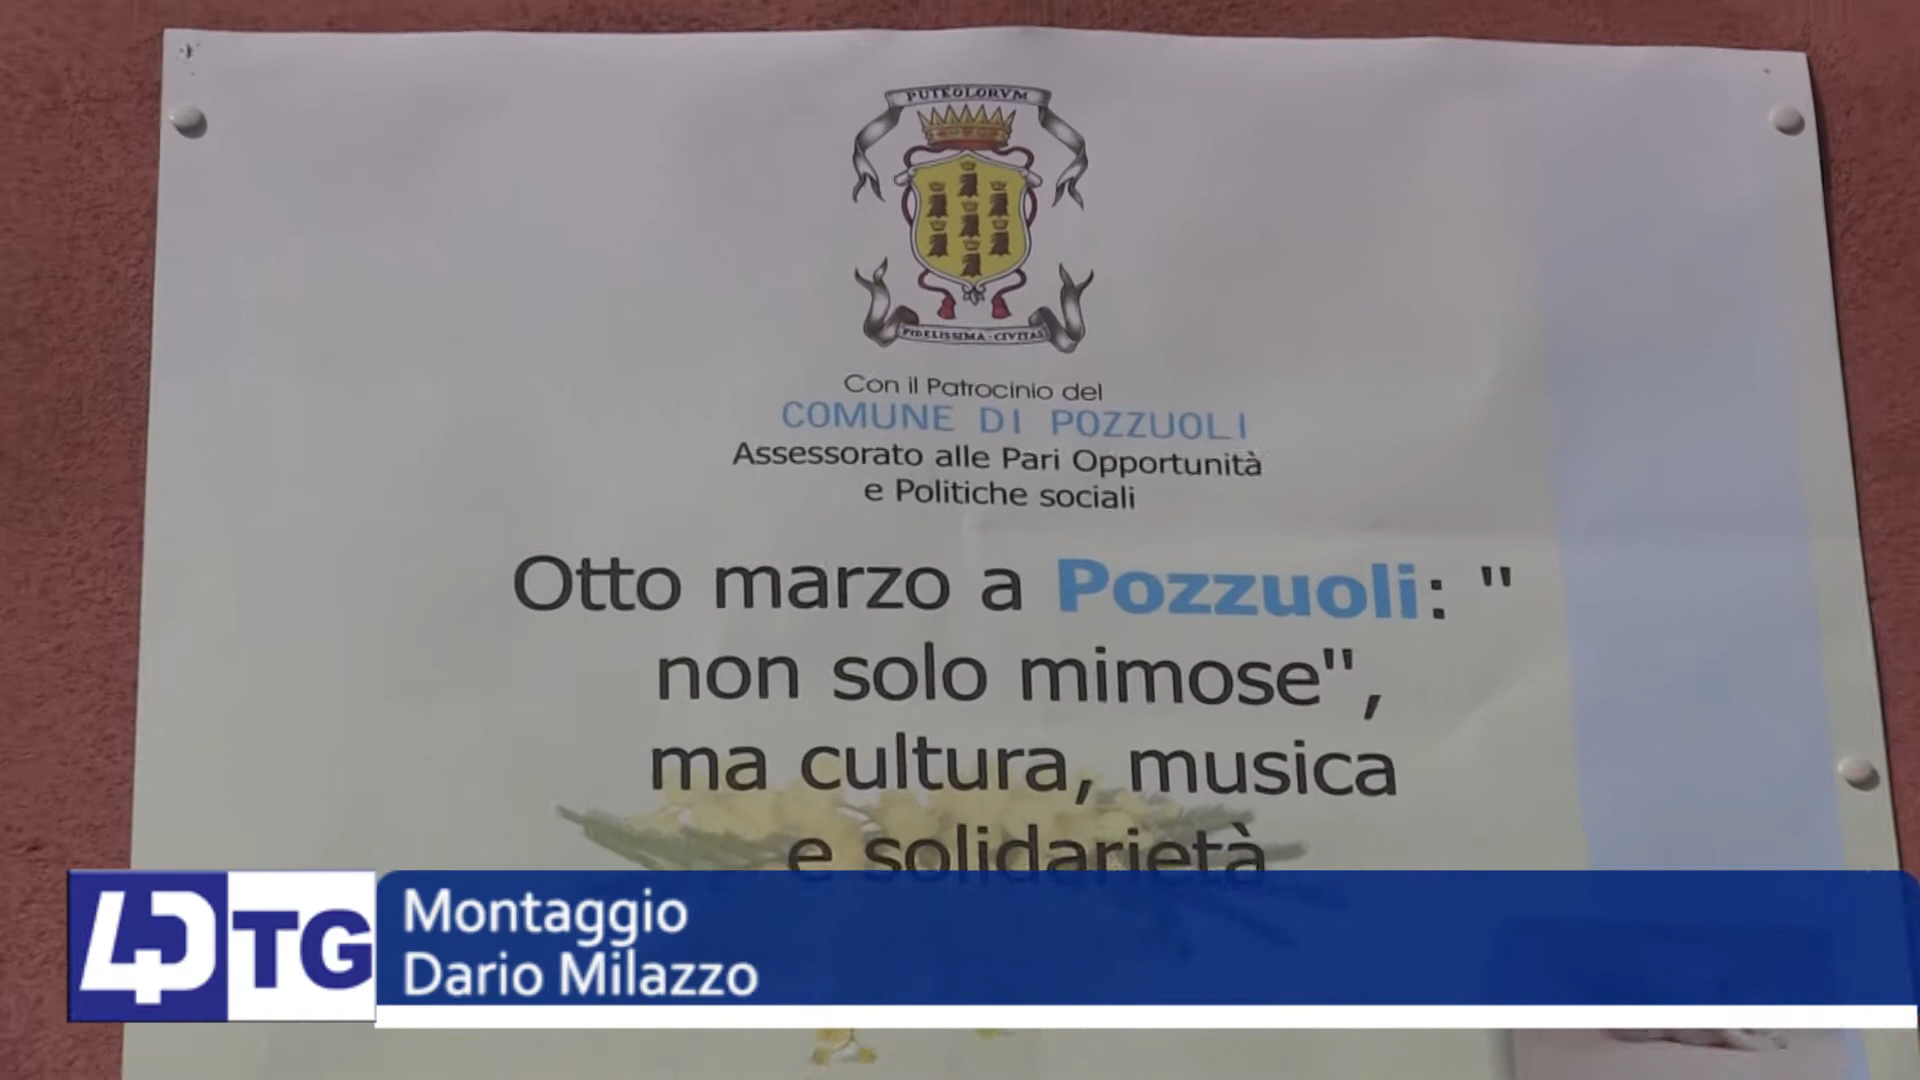 PUTEOLORVM
FIDELISSIMA-CIVITAS
Con il Patrocinio del
COMUNE DI POZZUOLI
Assessorato alle Pari Opportunità
e Politiche sociali
Otto marzo a Pozzuoli: "
non solo mimose",
ma cultura, musica
e solidarietà
TG
Montaggio
Dario Milazzo